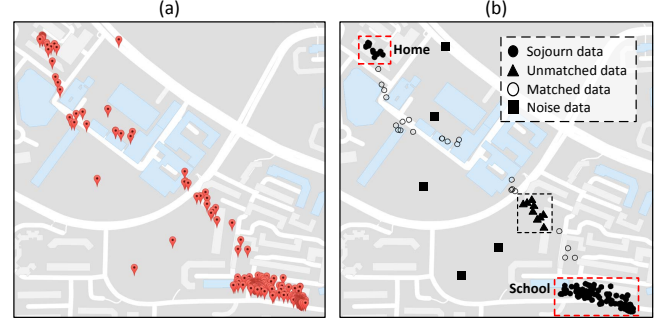 (a)
(b)
Home
Sojourn data
Unmatched data
Matched data
Noise data
School